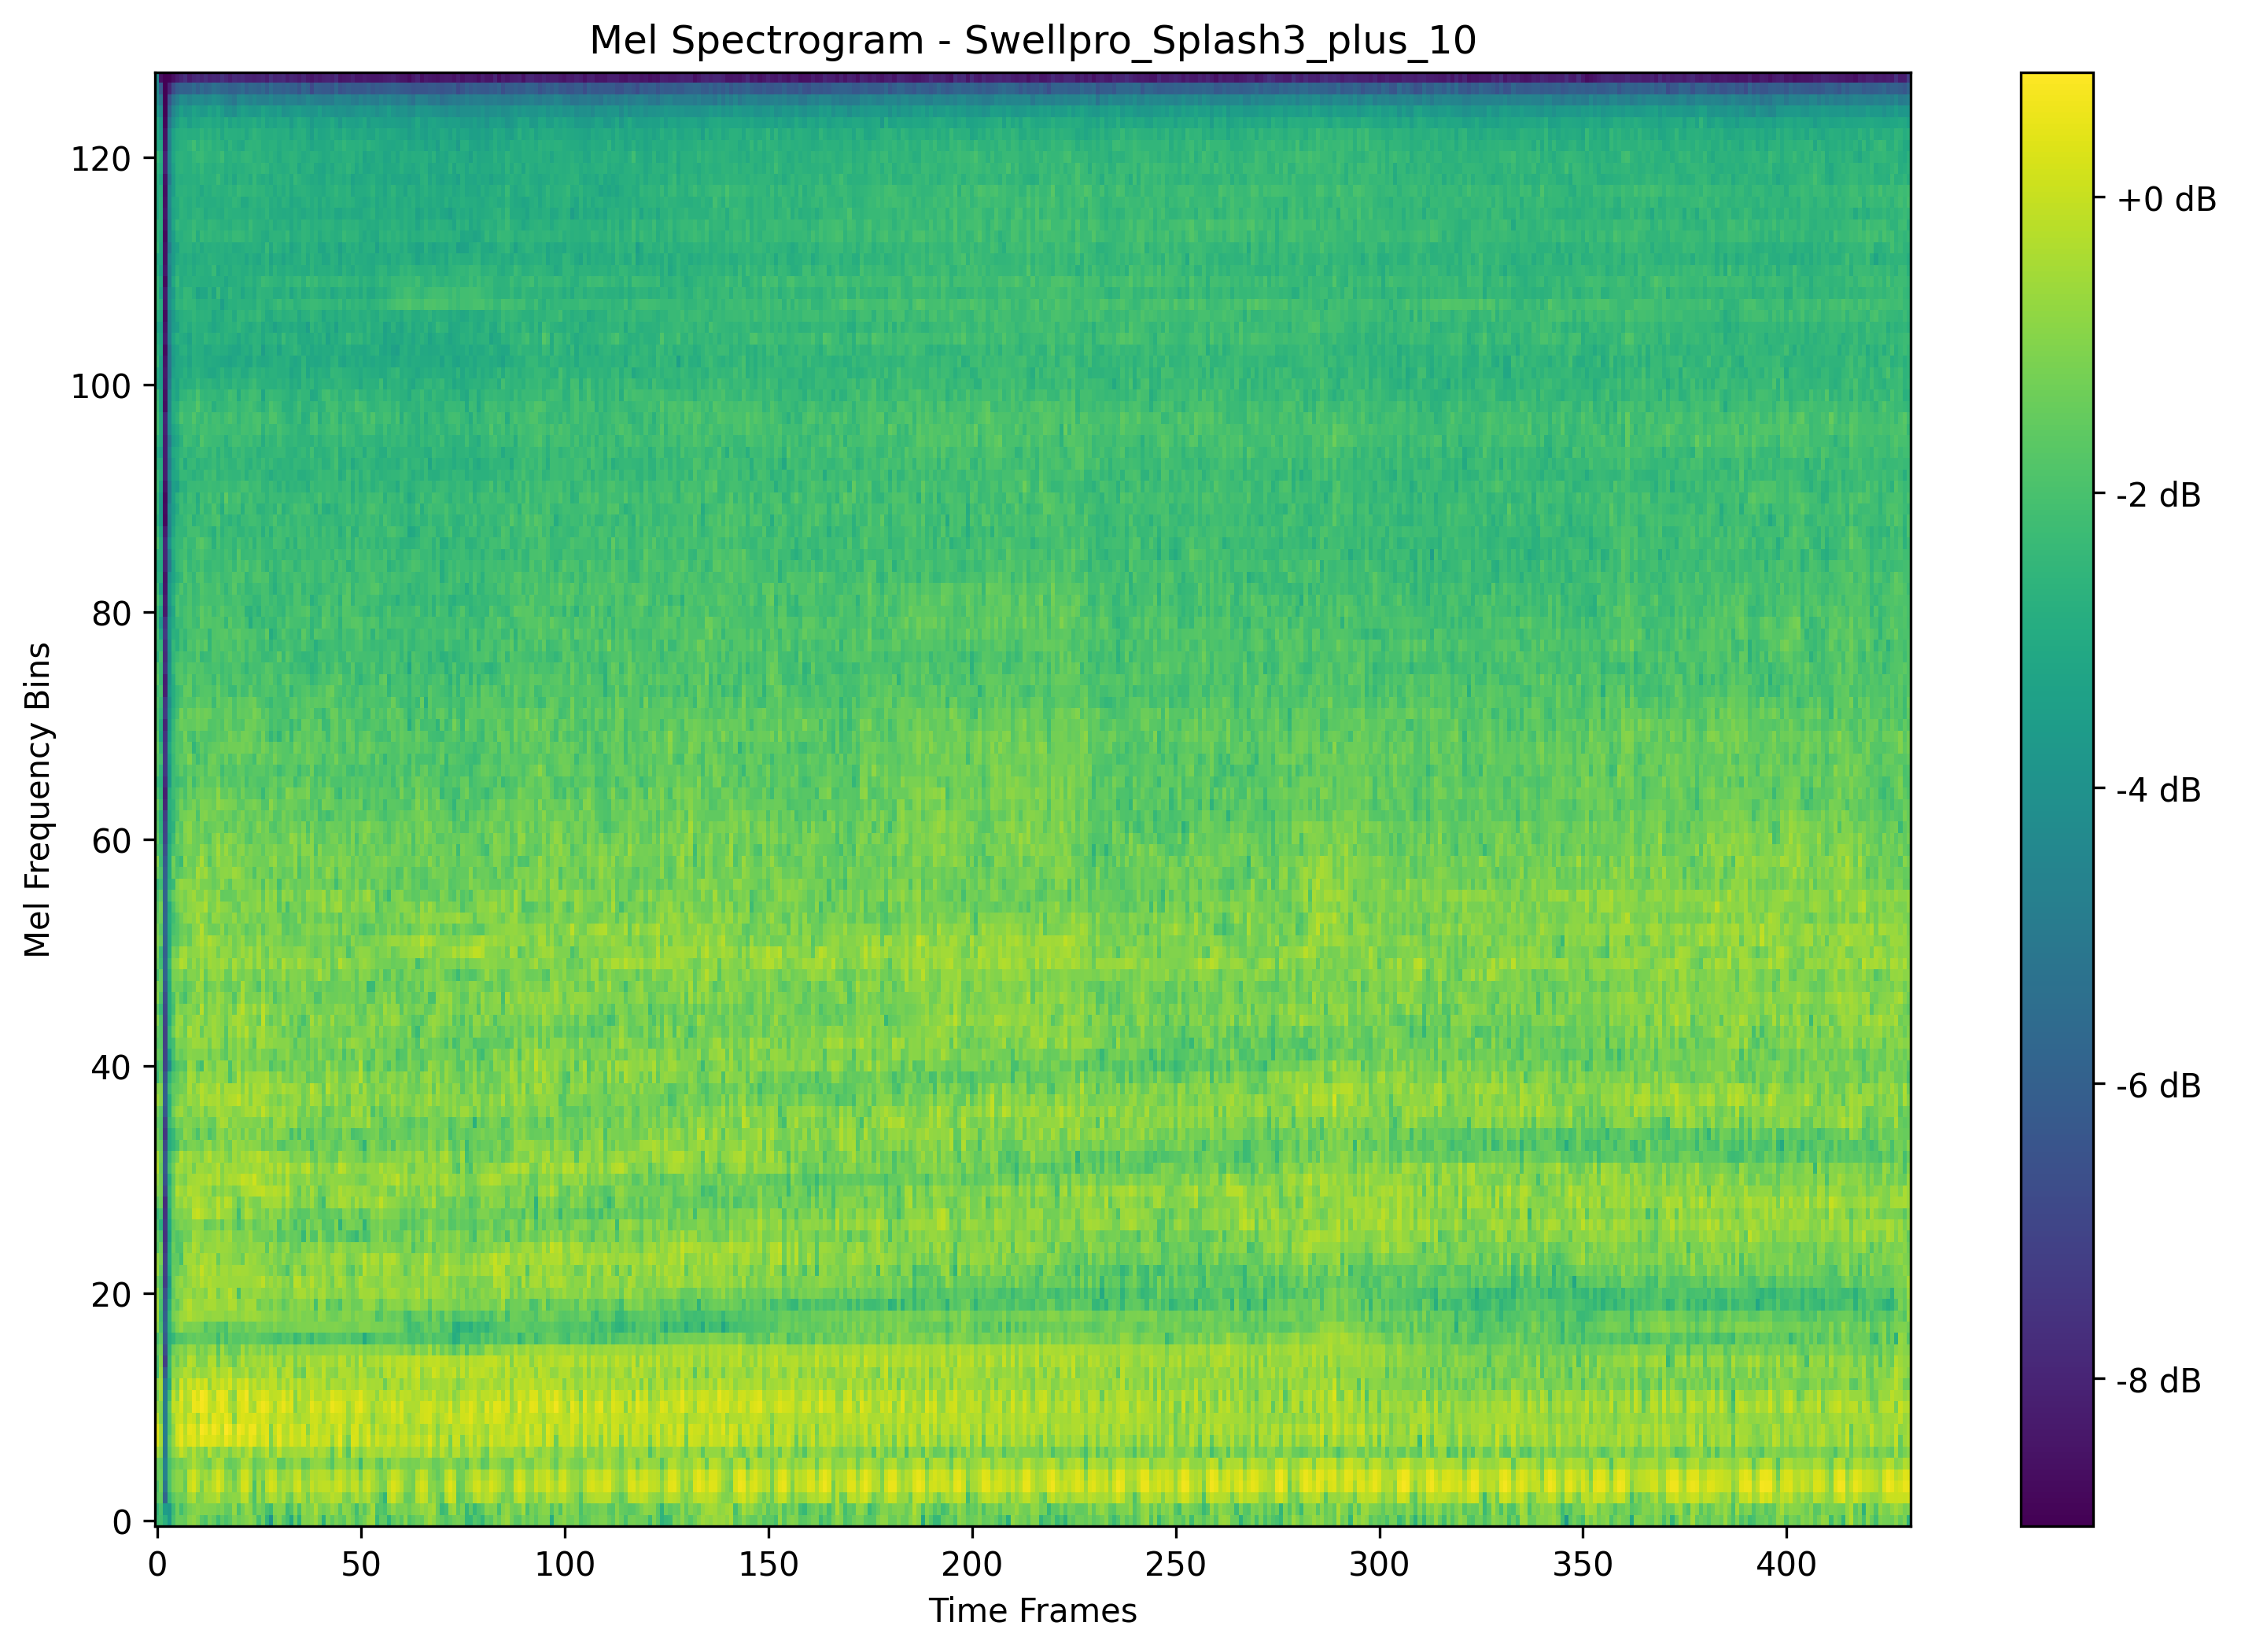 Mel Spectrogram - Swellpro_Splash3_plus_10
Mel Frequency Bins
120
100
80
60
40
20
0
0 50 100 150 200 250 300 350 400
Time Frames
+0 dB
-2 dB
-4 dB
-6 dB
-8 dB